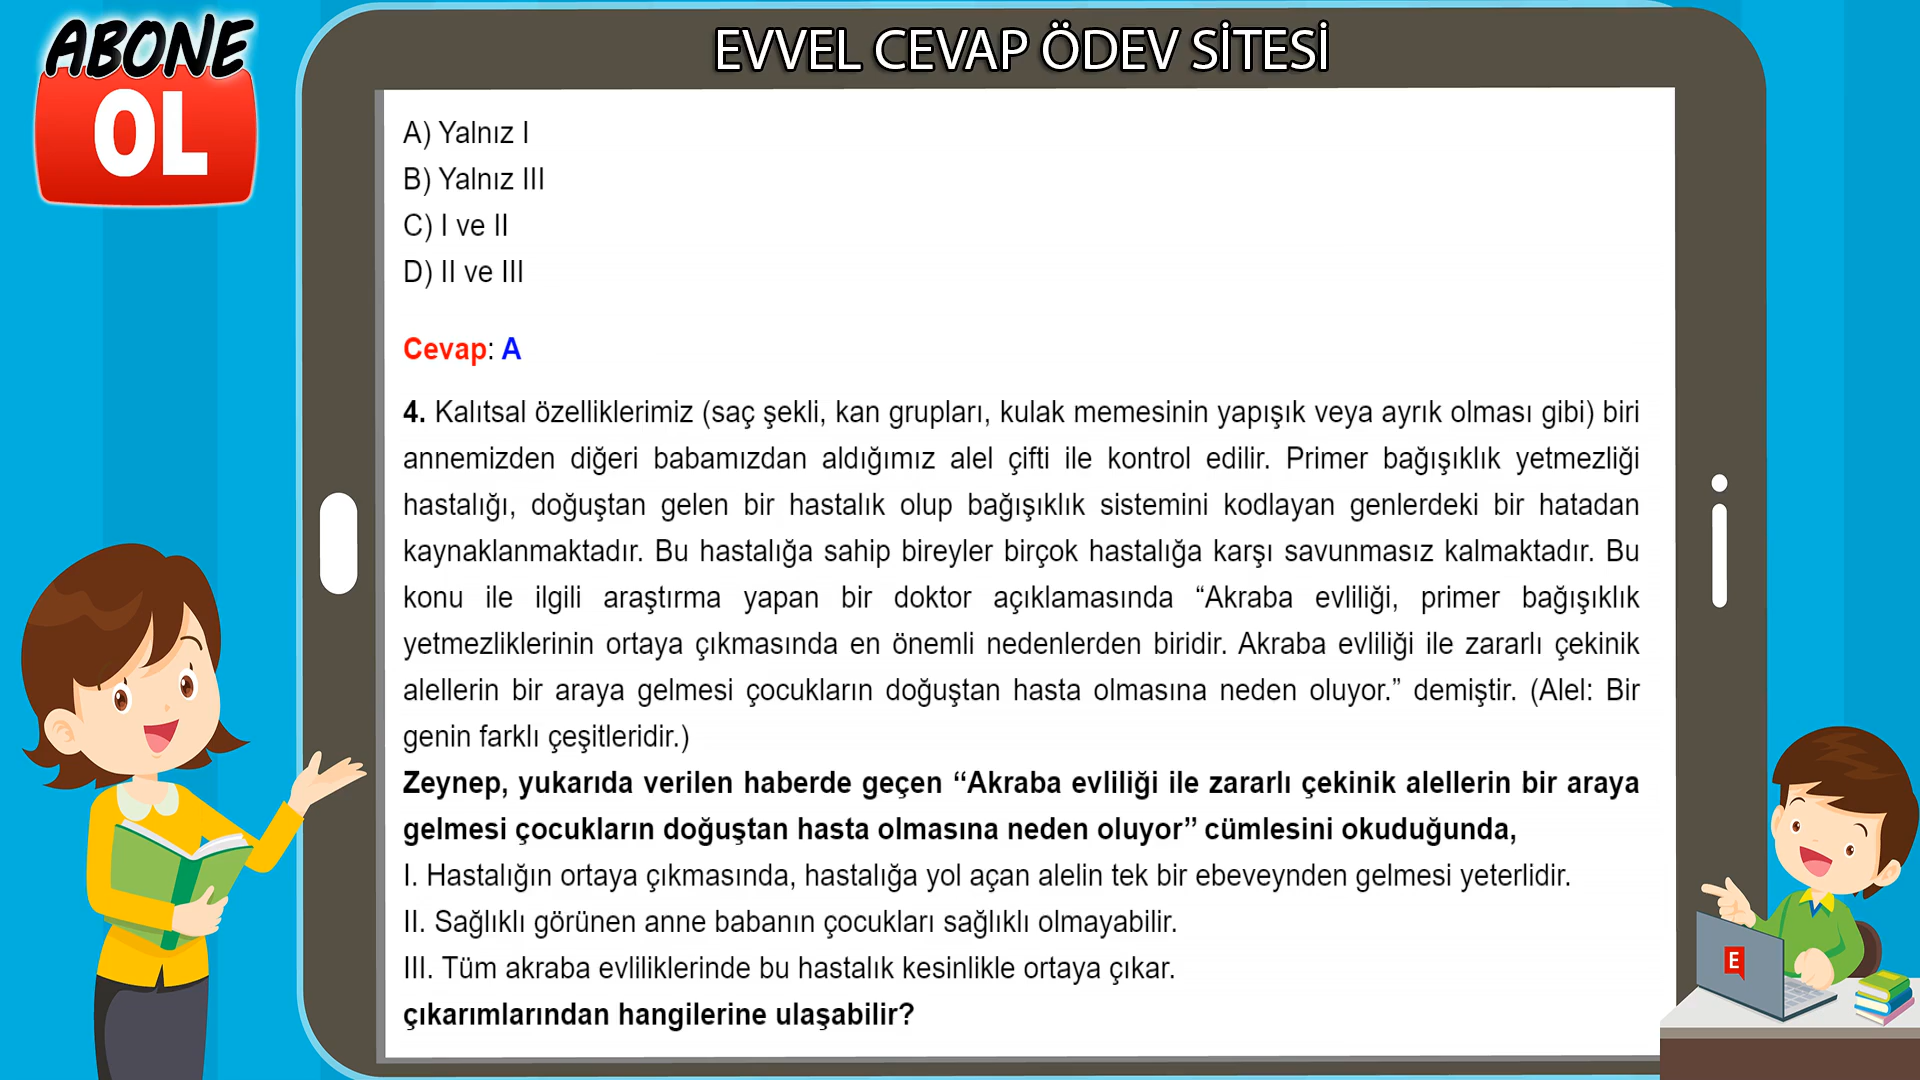 ABONE
OL
EVVEL CEVAP ÖDEV SİTESİ
A) Yalnız I
B) Yalnız III
C) I ve II
D) II ve III
Cevap: A
4. Kalıtsal özelliklerimiz (saç şekli, kan grupları, kulak memesinin yapışık veya ayrık olması gibi) biri
annemizden diğeri babamızdan aldığımız alel çifti ile kontrol edilir. Primer bağışıklık yetmezliği
hastalığı, doğuştan gelen bir hastalık olup bağışıklık sistemini kodlayan genlerdeki bir hatadan
kaynaklanmaktadır. Bu hastalığa sahip bireyler birçok hastalığa karşı savunmasız kalmaktadır. Bu
konu ile ilgili araştırma yapan bir doktor açıklamasında “Akraba evliliği, primer bağışıklık
yetmezliklerinin ortaya çıkmasında en önemli nedenlerden biridir. Akraba evliliği ile zararlı çekinik
alellerin bir araya gelmesi çocukların doğuştan hasta olmasına neden oluyor.” demiştir. (Alel: Bir
genin farklı çeşitleridir.)
Zeynep, yukarıda verilen haberde geçen “Akraba evliliği ile zararlı çekinik alellerin bir araya
gelmesi çocukların doğuştan hasta olmasına neden oluyor” cümlesini okuduğunda,
I. Hastalığın ortaya çıkmasında, hastalığa yol açan alelin tek bir ebeveynden gelmesi yeterlidir.
II. Sağlıklı görünen anne babanın çocukları sağlıklı olmayabilir.
III. Tüm akraba evliliklerinde bu hastalık kesinlikle ortaya çıkar.
çıkarımlarından hangilerine ulaşabilir?
E